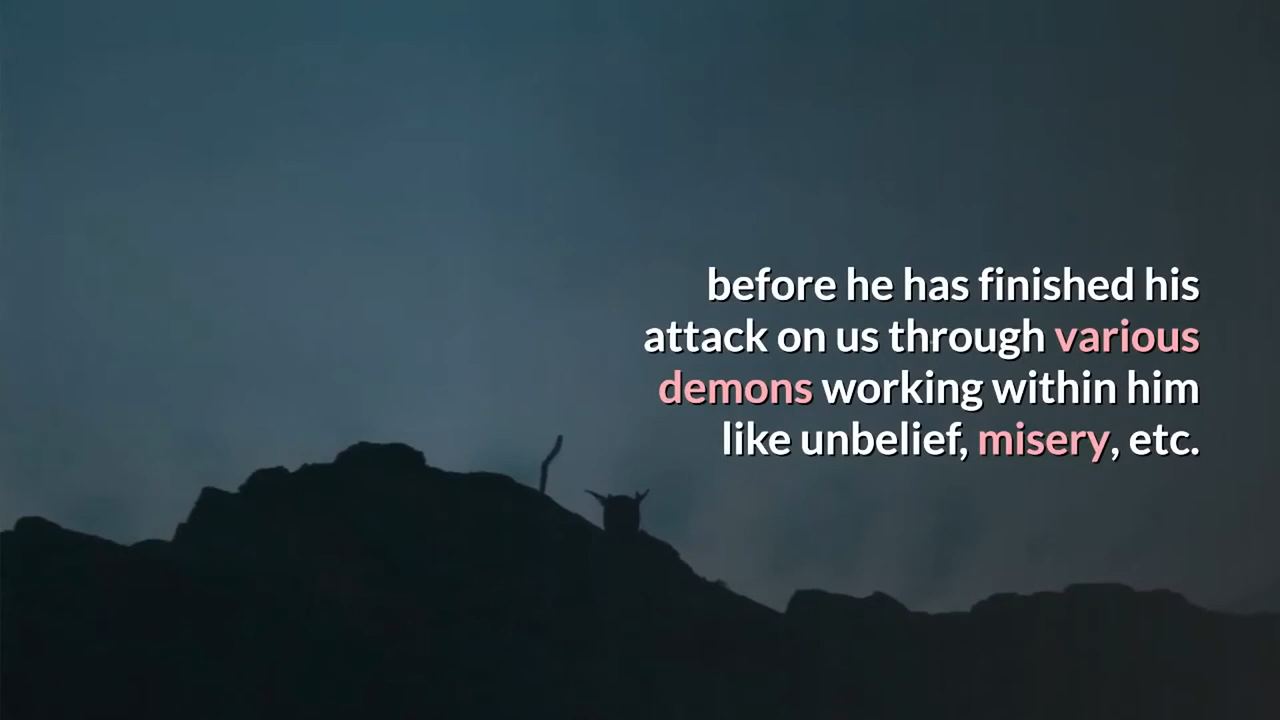 before he has finished his
attack on us through various
demons working within him
like unbelief, misery, etc.